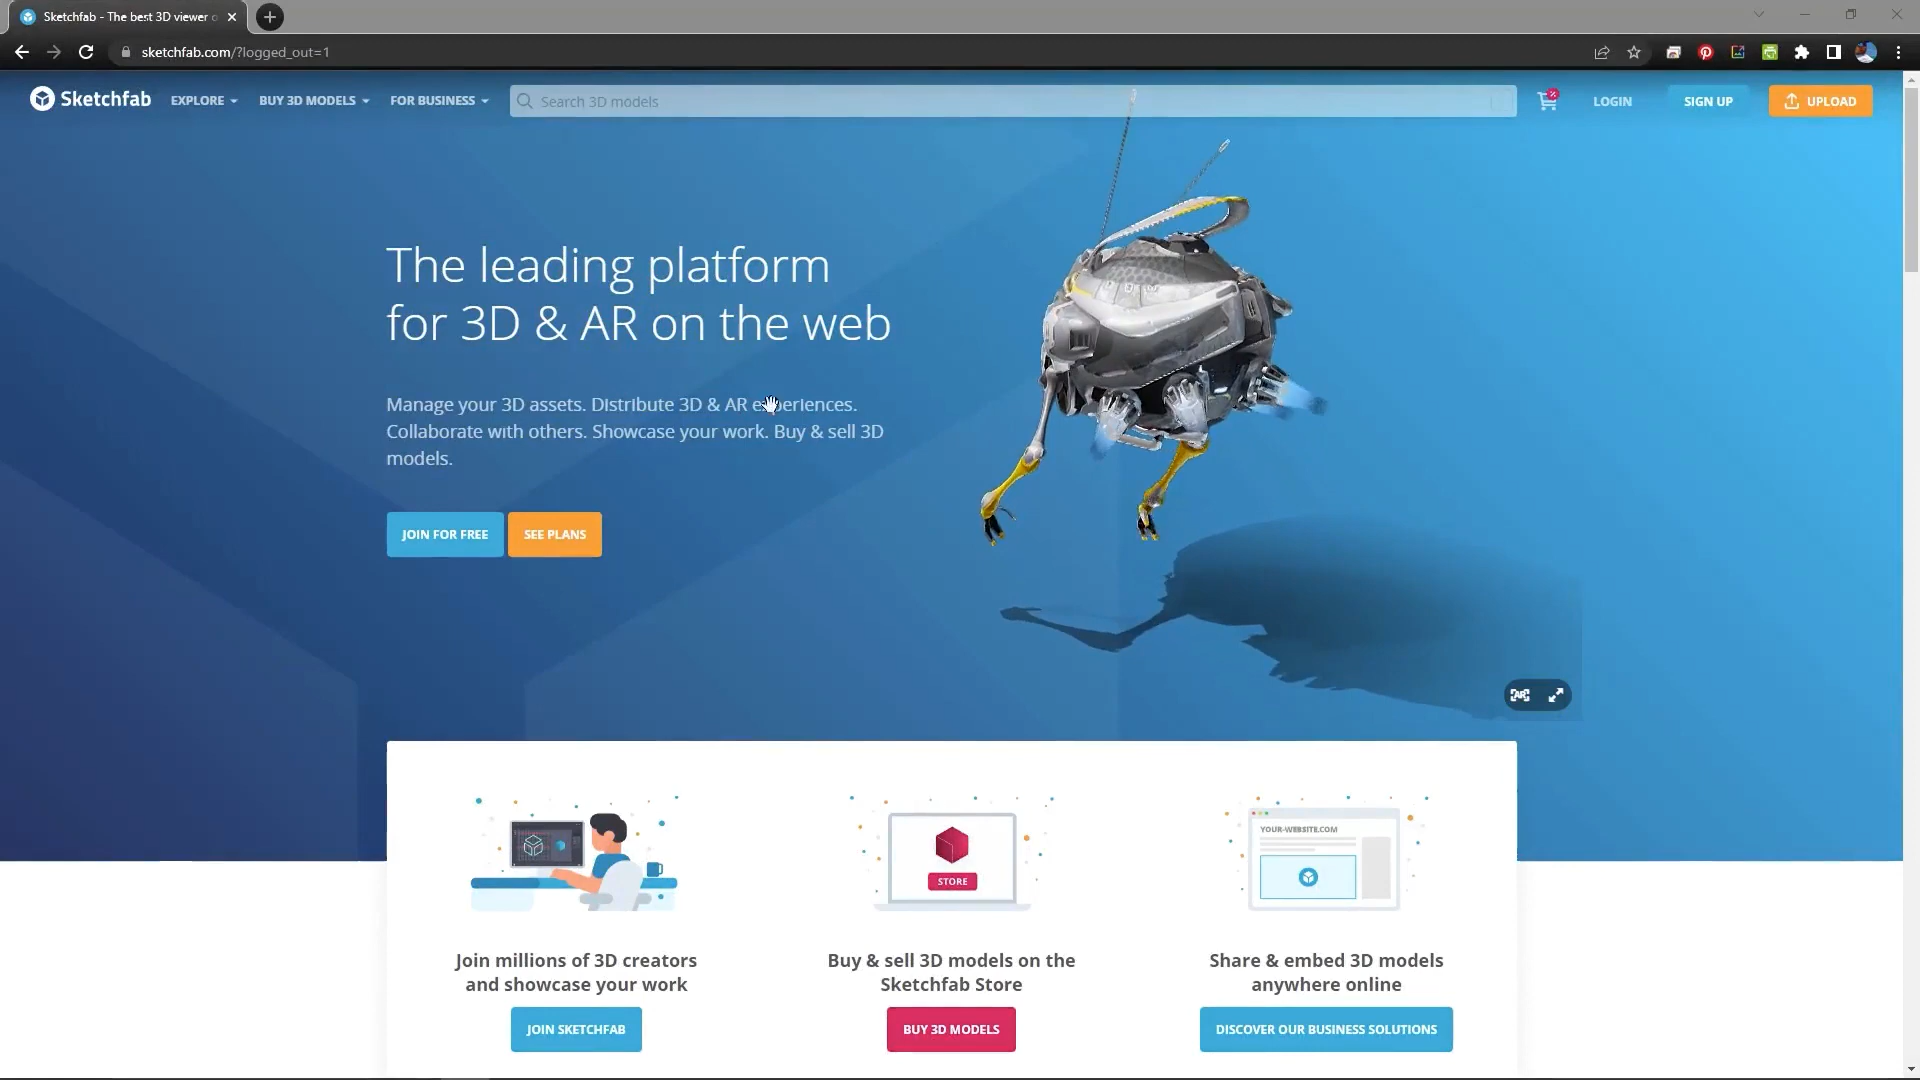 Sketchfab - The best 3D viewer o
sketchfab.com/?logged_out=1
Sketchfab
EXPLORE
BUY 3D MODELS
FOR BUSINESS
Search 3D models
LOGIN
SIGN UP
UPLOAD
The leading platform
for 3D & AR on the web
Manage your 3D assets. Distribute 3D & AR experiences.
Collaborate with others. Showcase your work. Buy & sell 3D
models.
JOIN FOR FREE
SEE PLANS
AR
STORE
YOUR-WEBSITE.COM
Join millions of 3D creators
and showcase your work
JOIN SKETCHFAB
Buy & sell 3D models on the
Sketchfab Store
BUY 3D MODELS
Share & embed 3D models
anywhere online
DISCOVER OUR BUSINESS SOLUTIONS